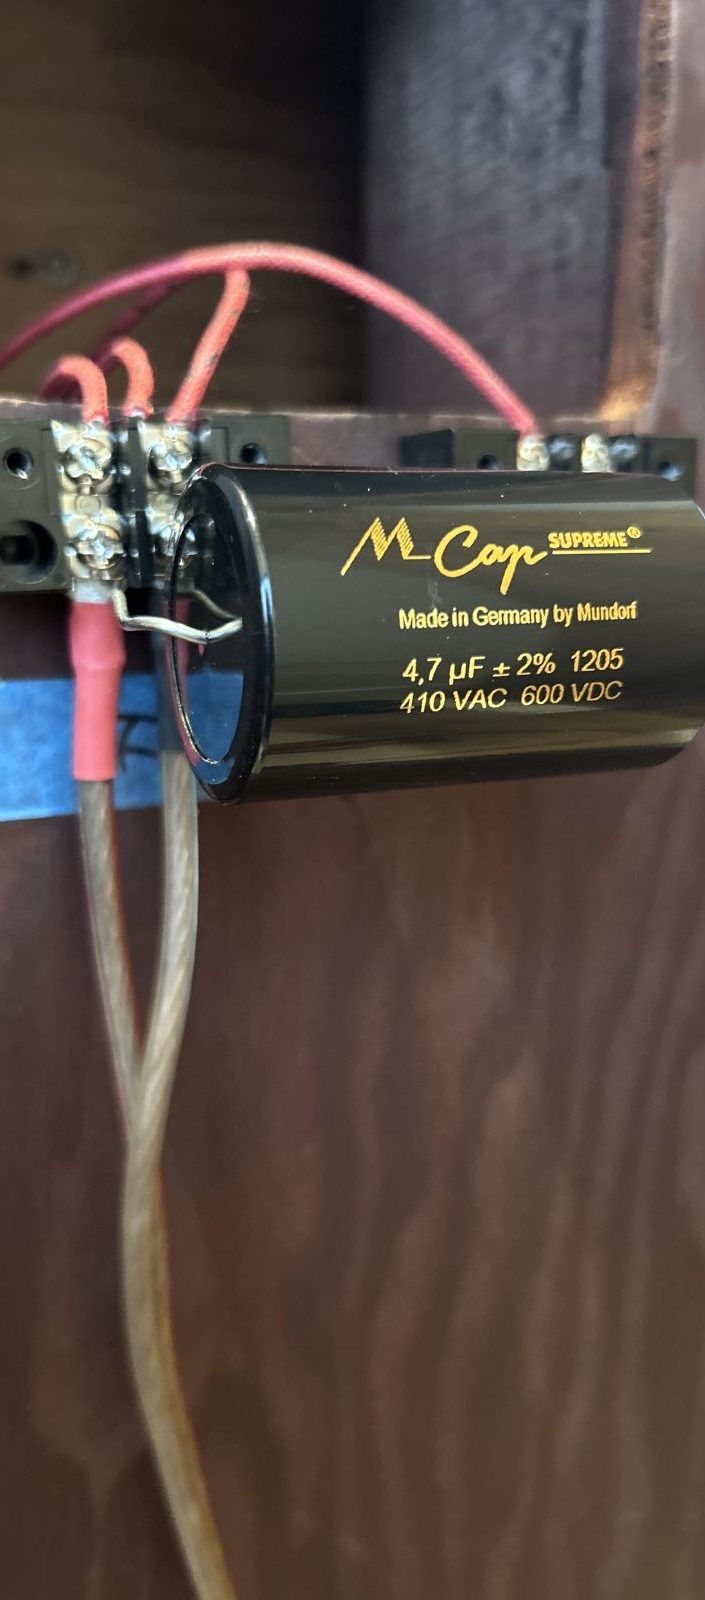 M Cap SUPREME®
Made in Germany by Mundorf
4,7 µF ± 2% 1205
410 VAC 600 VDC